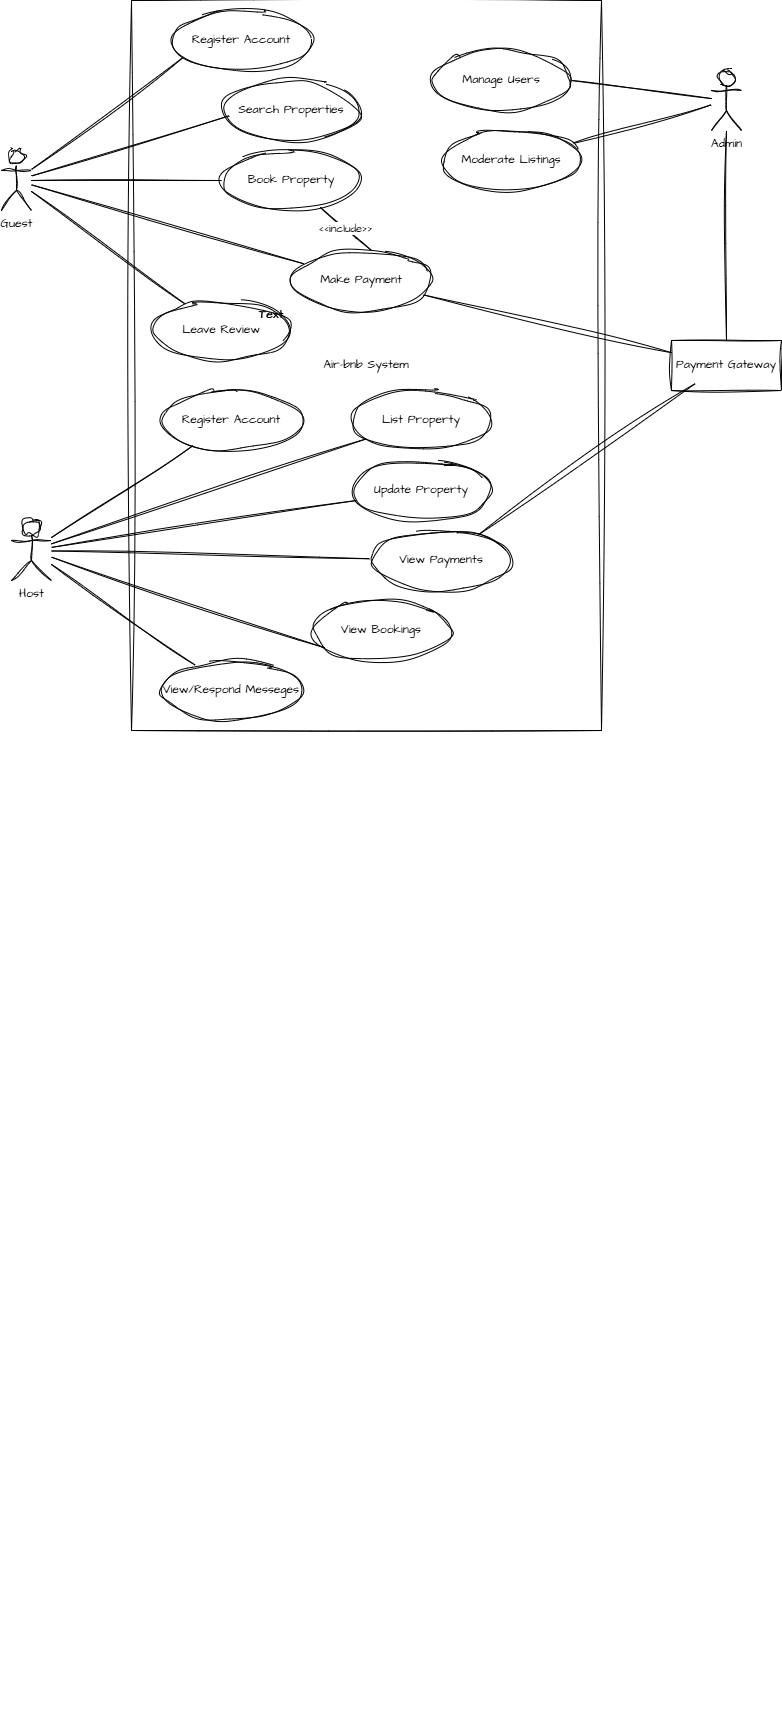 Register Account
Search Properties
Manage Users
Admin
Book Property
Moderate Listings
Guest
<<include>>
Make Payment
Text
Leave Review
Air-bnb System
Payment Gateway
Register Account
List Property
Update Property
View Payments
Host
View Bookings
View/Respond Messeges